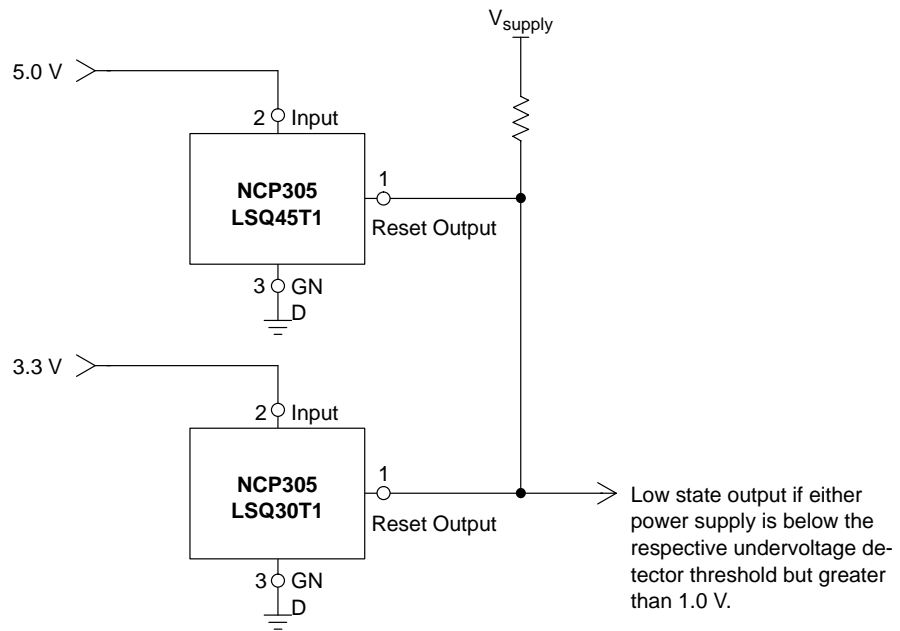 Vsupply
5.0 V
2 Input
NCP305
LSQ45T1
1
Reset Output
3 GN
D
3.3 V
2 Input
NCP305
LSQ30T1
1
Reset Output
3 GN
D
Low state output if either
power supply is below the
respective undervoltage de-
tector threshold but greater
than 1.0 V.